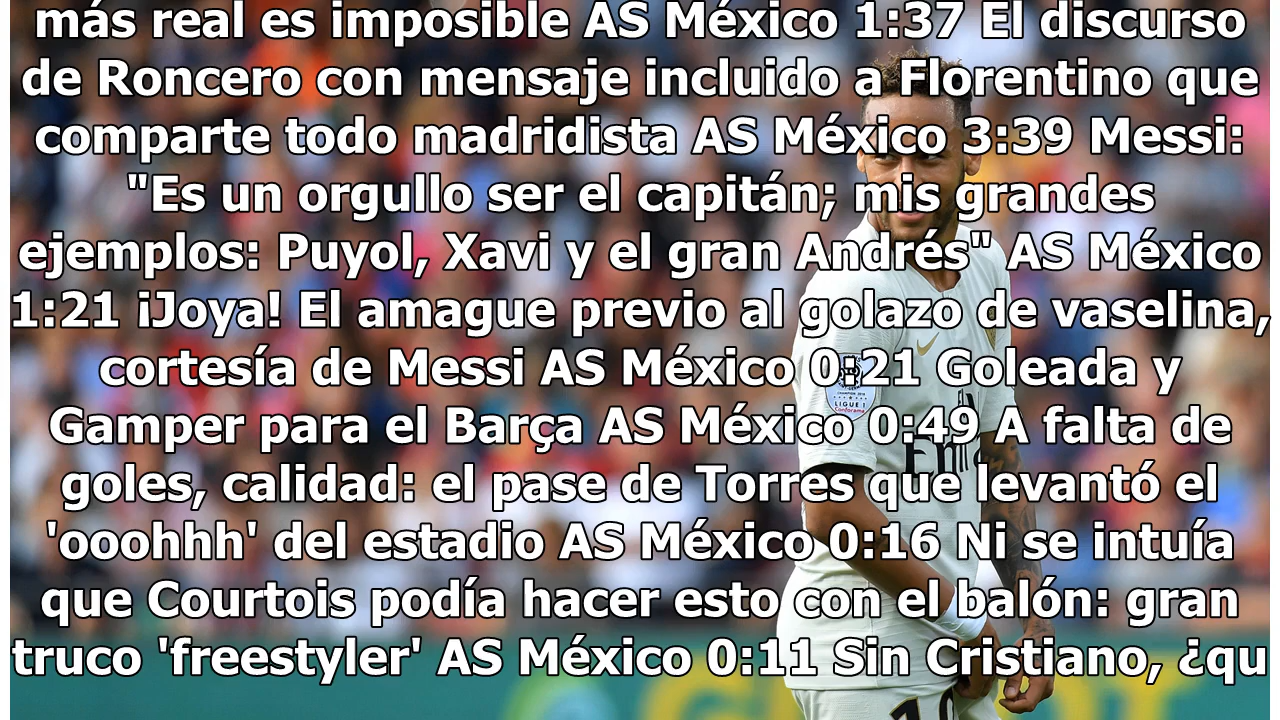 más real es imposible AS México 1:37 El discurso
de Roncero con mensaje incluido a Florentino que
comparte todo madridista AS México 3:39 Messi:
"Es un orgullo ser el capitán; mis grandes
ejemplos: Puyol, Xavi y el gran Andrés" AS México
1:21 ¡Joya! El amague previo al golazo de vaselina,
cortesía de Messi AS México 0:21 Goleada y
Gamper para el Barça AS México 0:49 A falta de
goles, calidad: el pase de Torres que levantó el
'ooohhh' del estadio AS México 0:16 Ni se intuía
que Courtois podía hacer esto con el balón: gran
truco 'freestyler' AS México 0:11 Sin Cristiano, ¿qu
LIGUE 1
Conforama